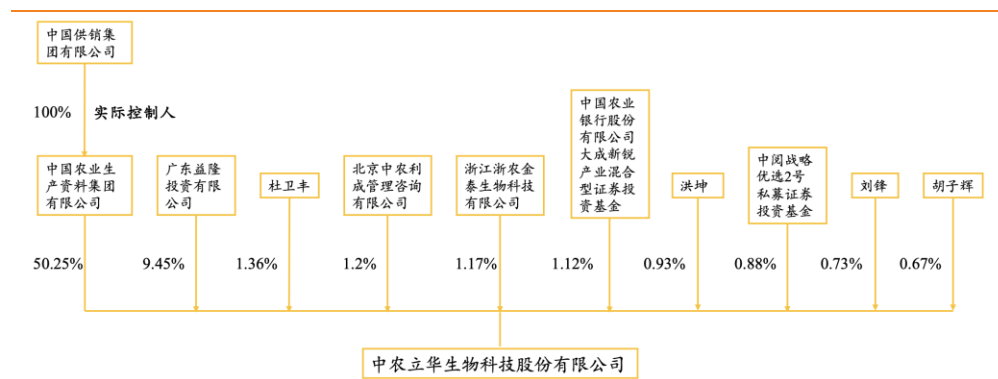 中国供销集
团有限公司
100%
实际控制人
中国农业生
产资料集团
有限公司
广东益隆
投资有限公
司
杜卫丰
北京中农利
成管理咨询
有限公司
浙江浙农金
泰生物科技
有限公司
中国农业
银行股份
有限公司
大成新锐
产业混合
型证券投
资基金
洪坤
中阅战略
优选2号
私募证券
投资基金
刘锋
胡子辉
50.25%
9.45%
1.36%
1.2%
1.17%
1.12%
0.93%
0.88%
0.73%
0.67%
中农立华生物科技股份有限公司